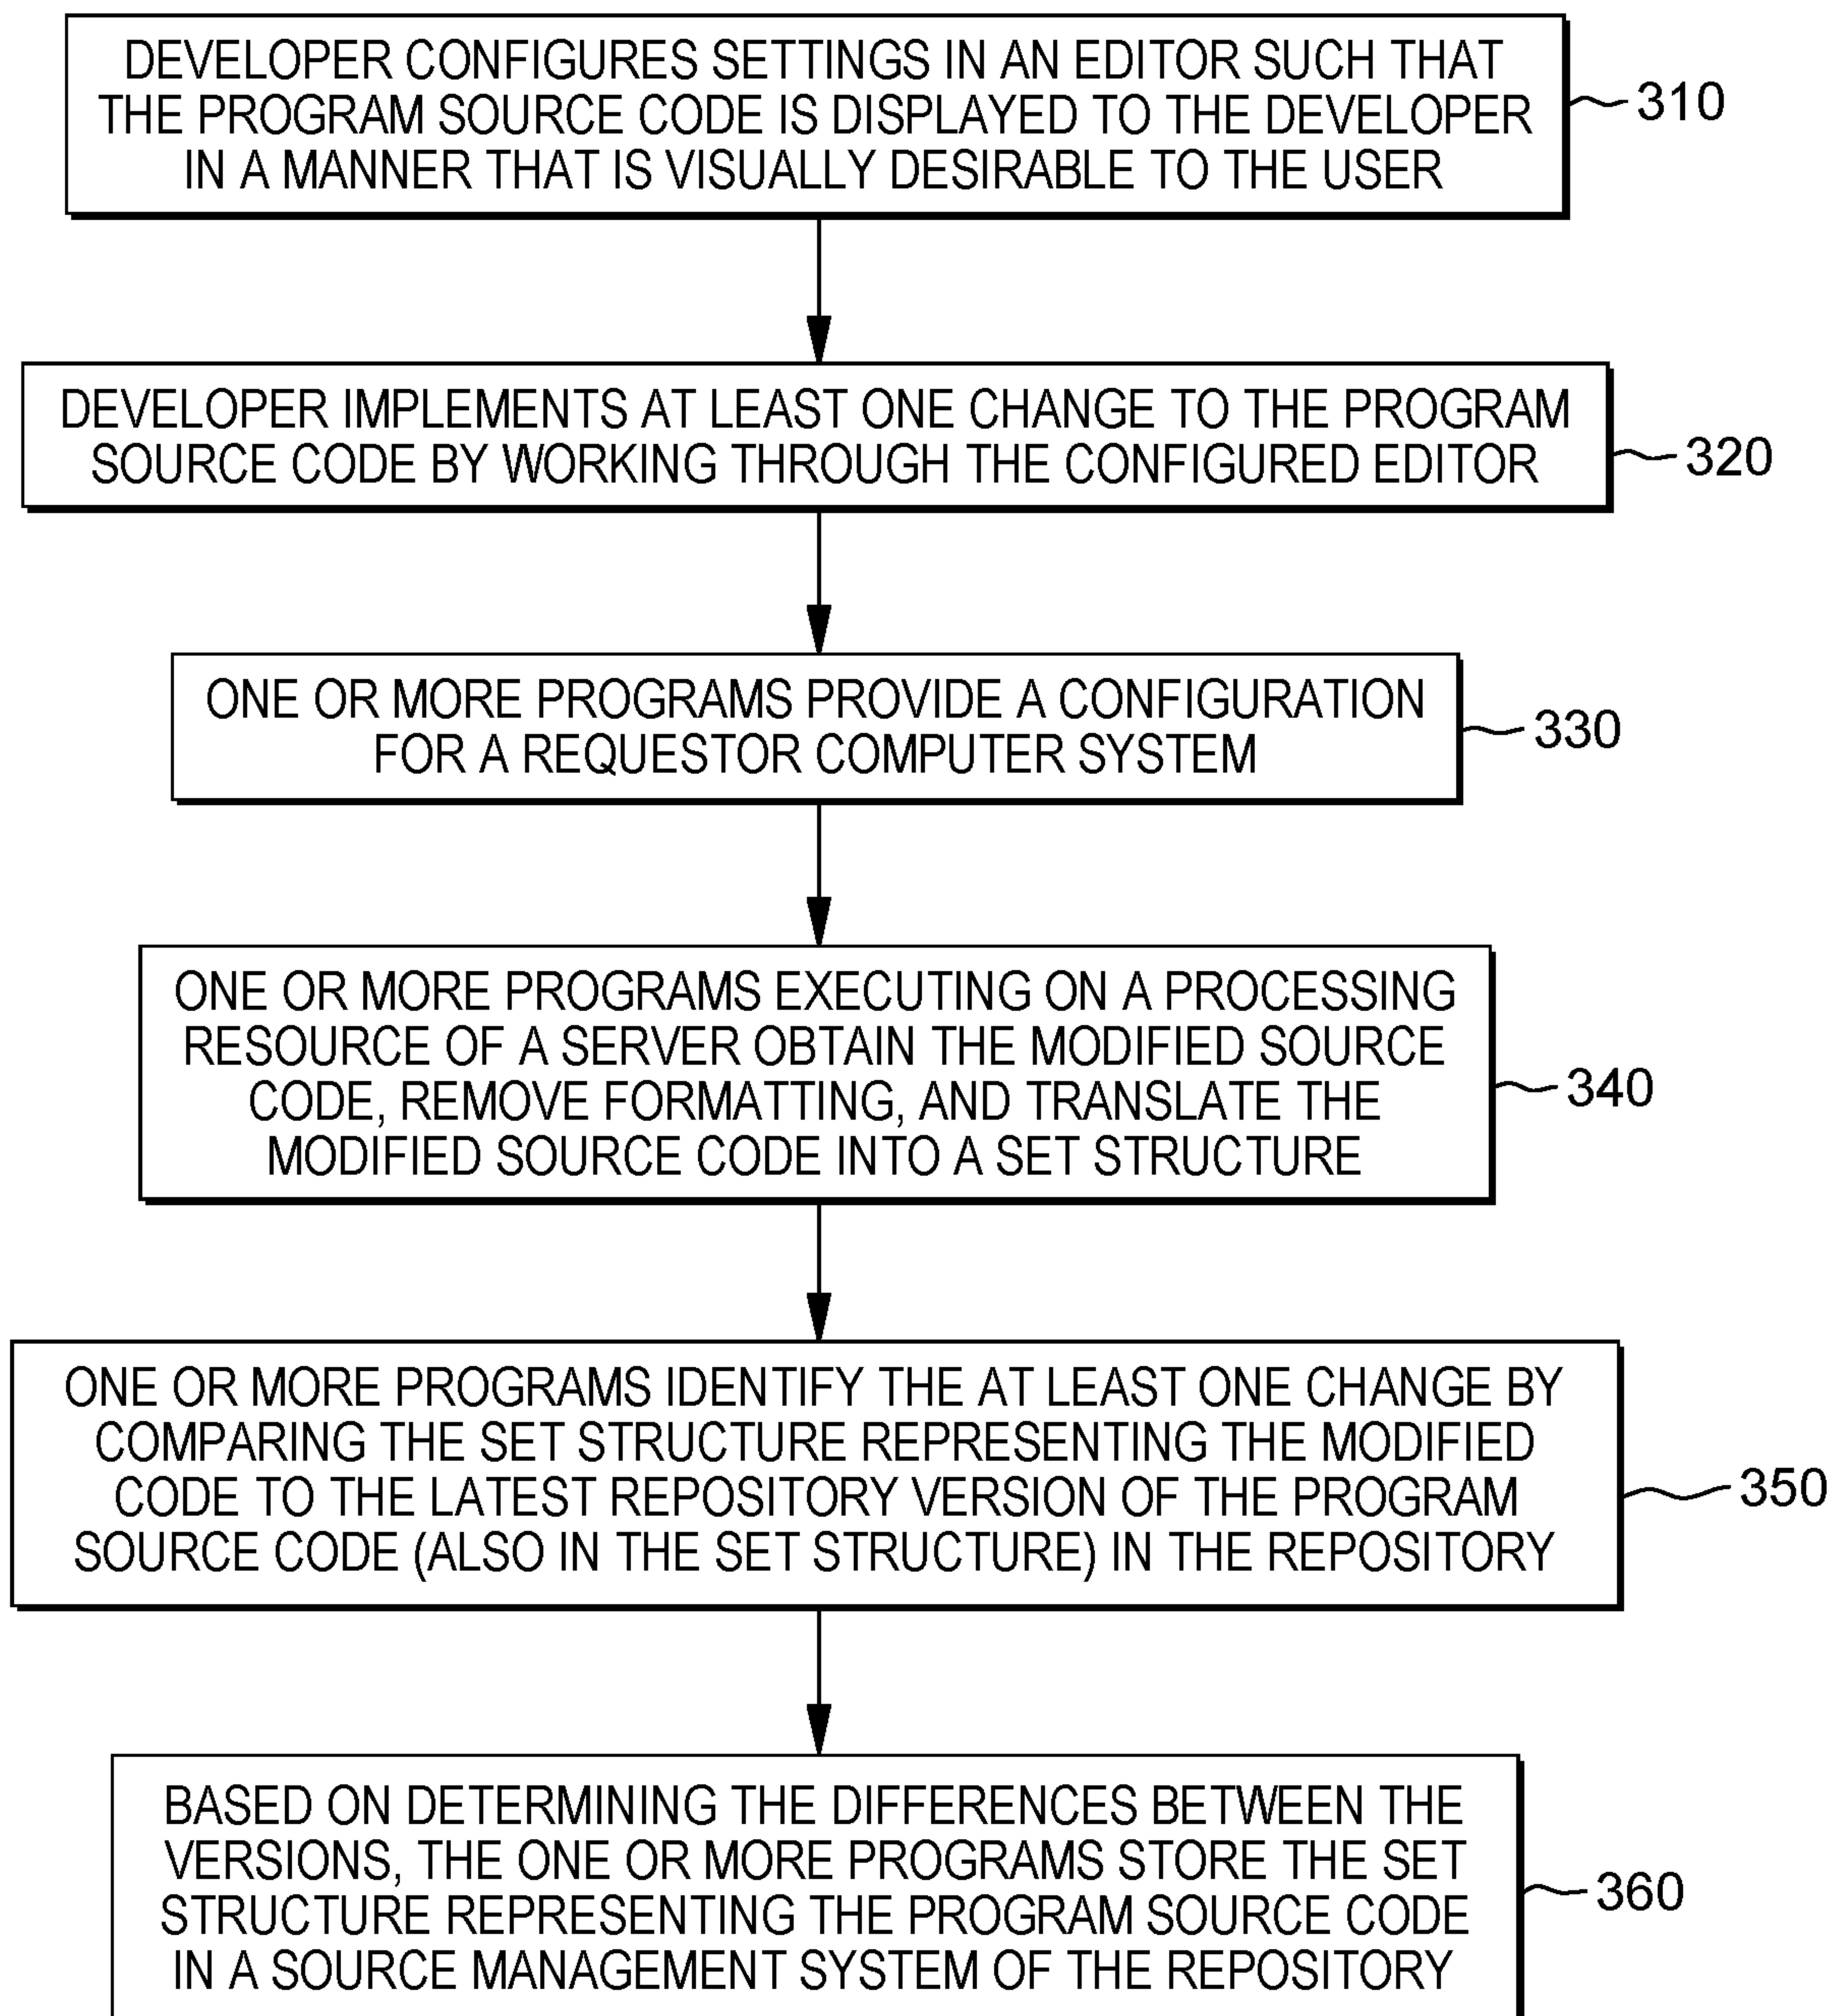 DEVELOPER CONFIGURES SETTINGS IN AN EDITOR SUCH THAT
THE PROGRAM SOURCE CODE IS DISPLAYED TO THE DEVELOPER
IN A MANNER THAT IS VISUALLY DESIRABLE TO THE USER
310
DEVELOPER IMPLEMENTS AT LEAST ONE CHANGE TO THE PROGRAM
SOURCE CODE BY WORKING THROUGH THE CONFIGURED EDITOR
320
ONE OR MORE PROGRAMS PROVIDE A CONFIGURATION
FOR A REQUESTOR COMPUTER SYSTEM
330
ONE OR MORE PROGRAMS EXECUTING ON A PROCESSING
RESOURCE OF A SERVER OBTAIN THE MODIFIED SOURCE
CODE, REMOVE FORMATTING, AND TRANSLATE THE
MODIFIED SOURCE CODE INTO A SET STRUCTURE
340
ONE OR MORE PROGRAMS IDENTIFY THE AT LEAST ONE CHANGE BY
COMPARING THE SET STRUCTURE REPRESENTING THE MODIFIED
CODE TO THE LATEST REPOSITORY VERSION OF THE PROGRAM
SOURCE CODE (ALSO IN THE SET STRUCTURE) IN THE REPOSITORY
350
BASED ON DETERMINING THE DIFFERENCES BETWEEN THE
VERSIONS, THE ONE OR MORE PROGRAMS STORE THE SET
STRUCTURE REPRESENTING THE PROGRAM SOURCE CODE
IN A SOURCE MANAGEMENT SYSTEM OF THE REPOSITORY
360